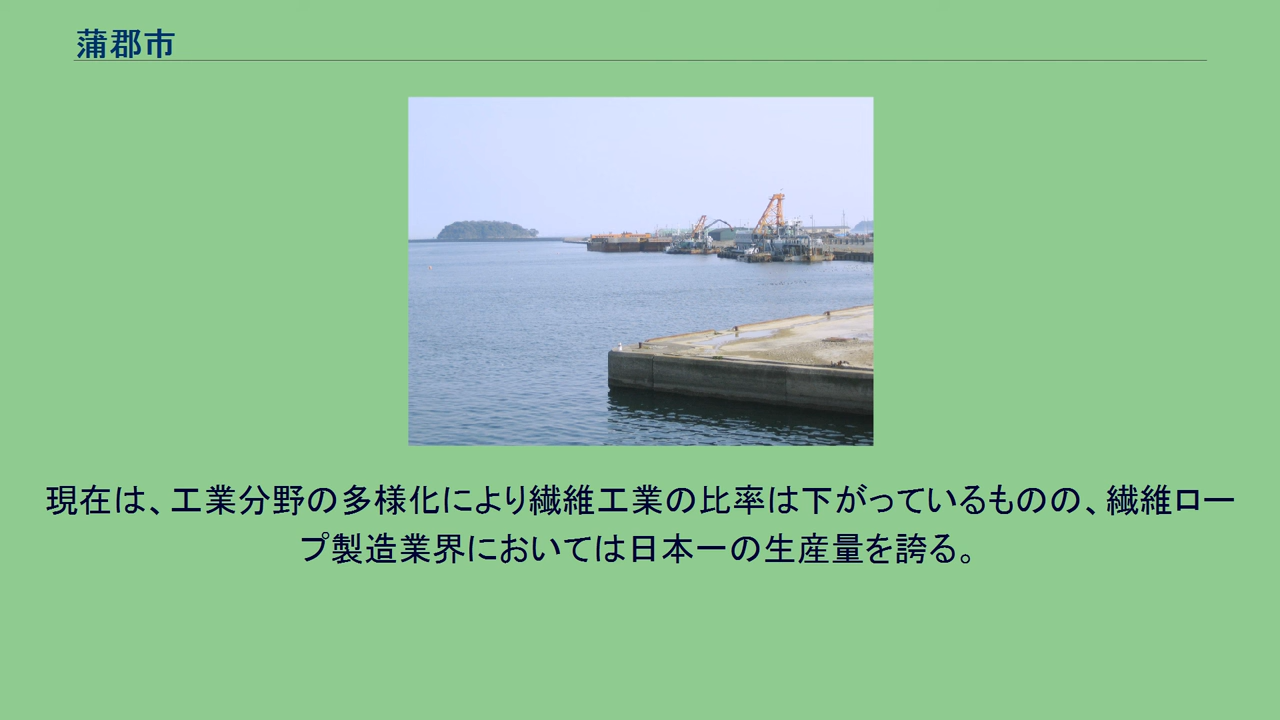 蒲郡市
現在は、工業分野の多様化により繊維工業の比率は下がっているものの、繊維ロー
プ製造業界においては日本一の生産量を誇る。